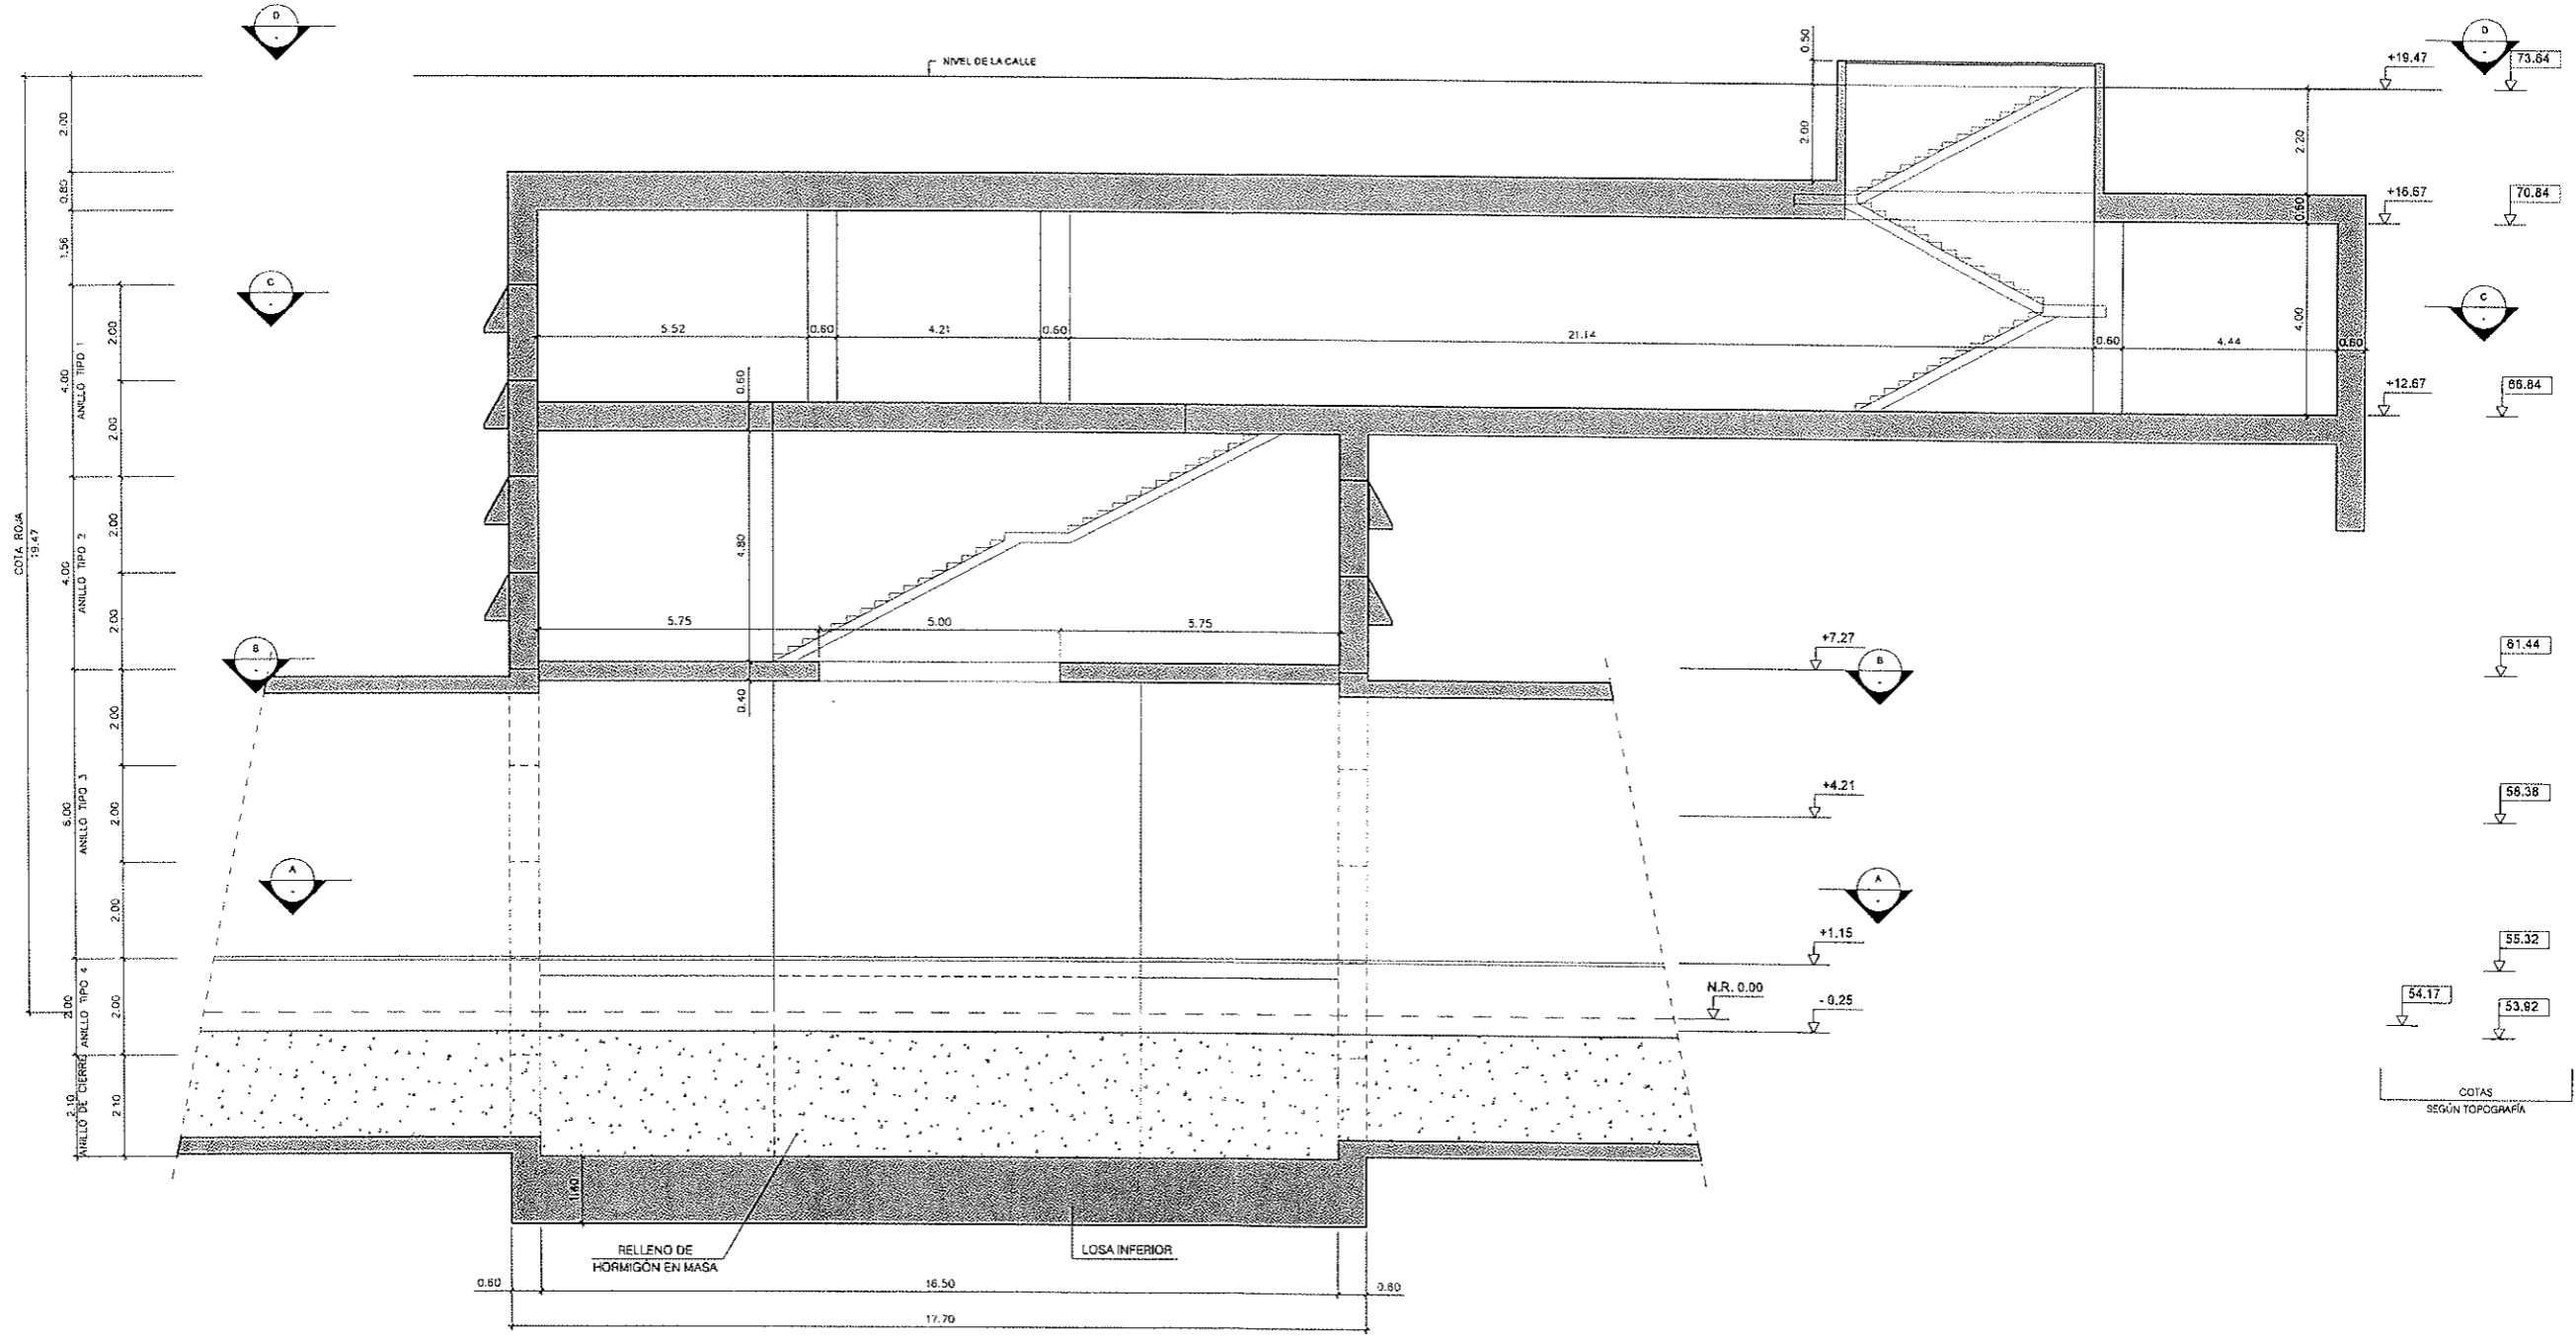 D
D
NIVEL DE LA CALLE
0.50
+19.47
73.64
2.00
2.00
2.20
0.80
+16.67
70.84
0.60
1.56
C
C
2.00
5.52
0.60
4.21
0.60
21.14
0.60
4.44
0.60
4.00
4.00
ANILLO TIPO 1
0.60
+12.67
66.84
2.00
COTA ROJA
19.47
2.00
4.80
4.00
ANILLO TIPO 2
2.00
5.75
5.00
5.75
+7.27
61.44
B
B
0.40
2.00
6.00
ANILLO TIPO 3
2.00
+4.21
58.38
A
A
2.00
+1.15
55.32
2.00
ANILLO TIPO 4
2.00
N.R. 0.00
- 0.25
54.17
53.92
2.10
ANILLO DE CIERRE
2.10
COTAS
SEGÚN TOPOGRAFÍA
RELLENO DE
HORMIGÓN EN MASA
LOSA INFERIOR
0.60
16.50
0.60
17.70